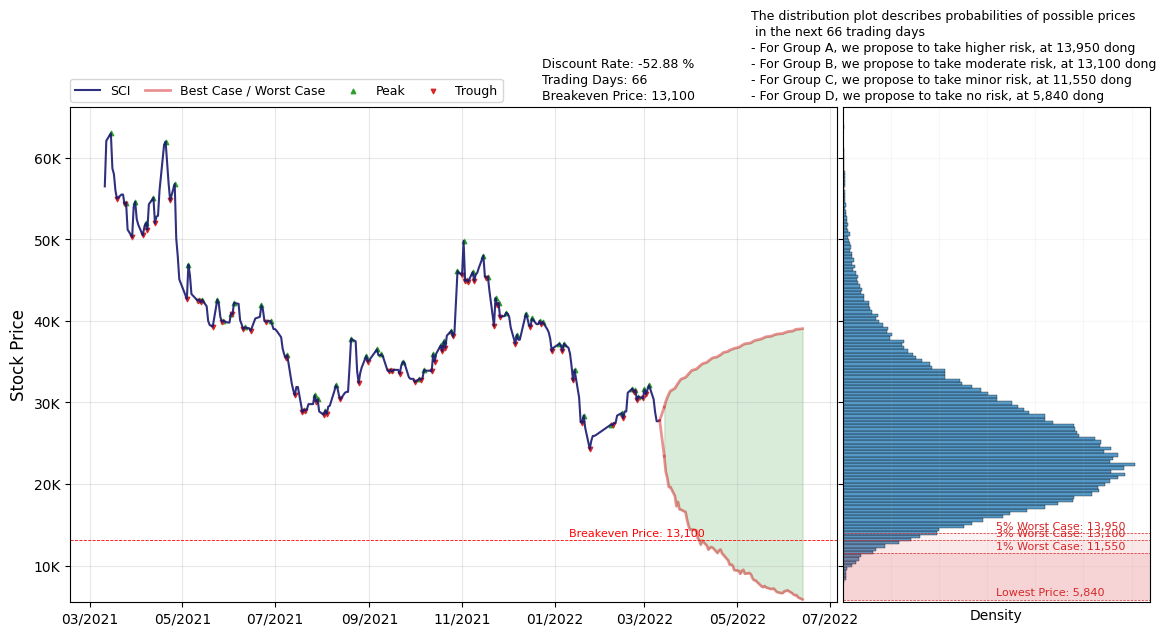 The distribution plot describes probabilities of possible prices
in the next 66 trading days
- For Group A, we propose to take higher risk, at 13,950 dong
- For Group B, we propose to take moderate risk, at 13,100 dong
- For Group C, we propose to take minor risk, at 11,550 dong
- For Group D, we propose to take no risk, at 5,840 dong
Discount Rate: -52.88 %
Trading Days: 66
Breakeven Price: 13,100
SCI
Best Case / Worst Case
Peak
Trough
Stock Price
60K
50K
40K
30K
20K
10K
Breakeven Price: 13,100
03/2021
05/2021
07/2021
09/2021
11/2021
01/2022
03/2022
05/2022
07/2022
5% Worst Case: 13,950
3% Worst Case: 13,100
1% Worst Case: 11,550
Lowest Price: 5,840
Density